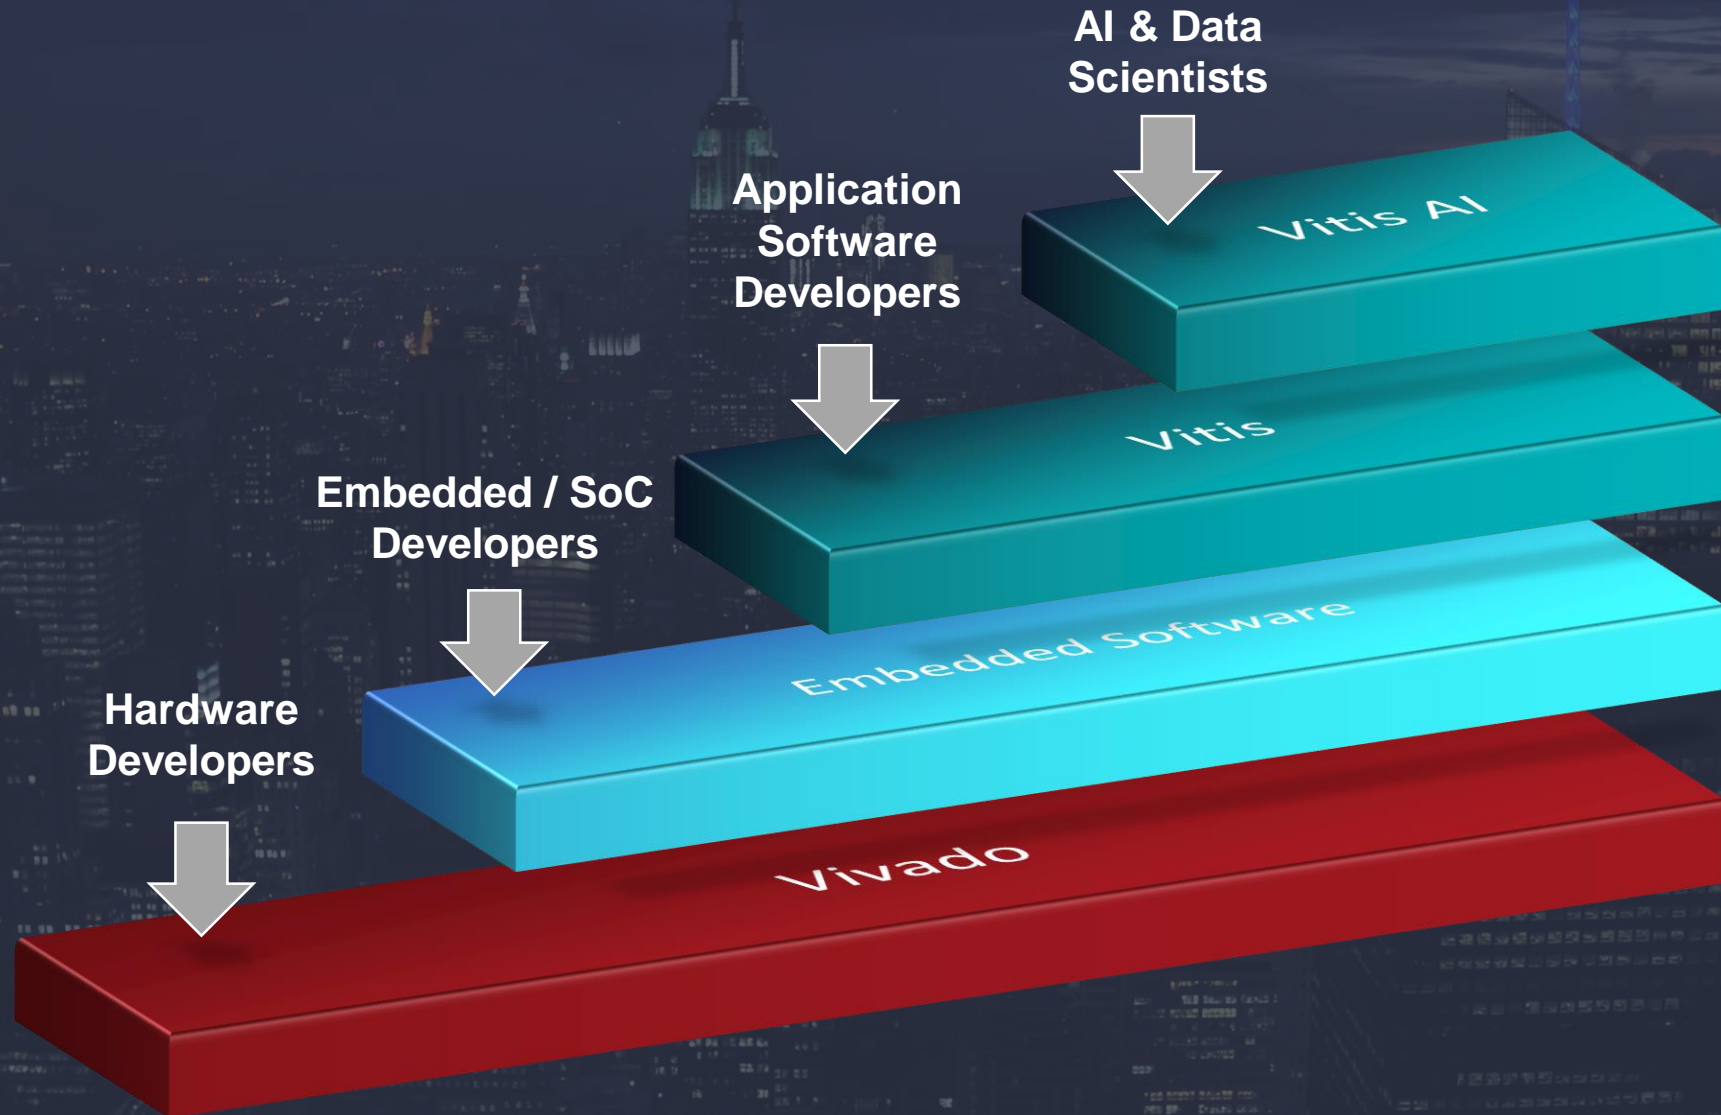 AI & Data
Scientists
Vitis AI
Application
Software
Developers
Vitis
Embedded / SoC
Developers
Embedded Software
Hardware
Developers
Vivado